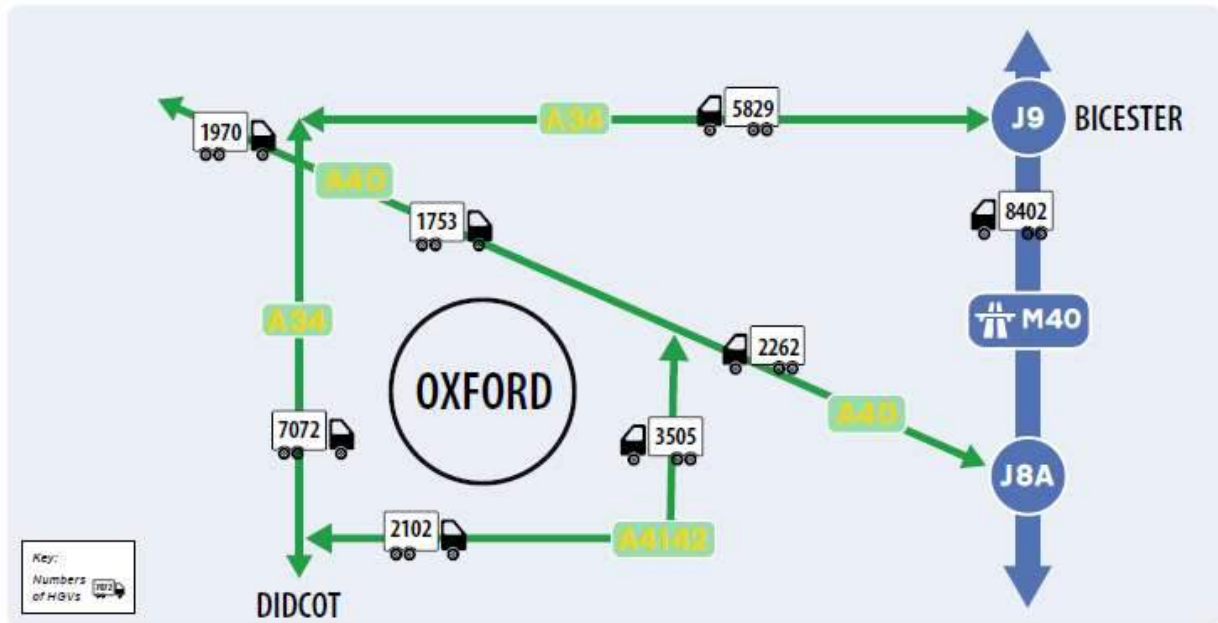 1970
A34
5829
J9
BICESTER
A40
1753
8402
A34
OXFORD
2262
M40
7072
3505
A40
J8A
2102
A4142
Key:
Numbers
of HGVs
7072
DIDCOT